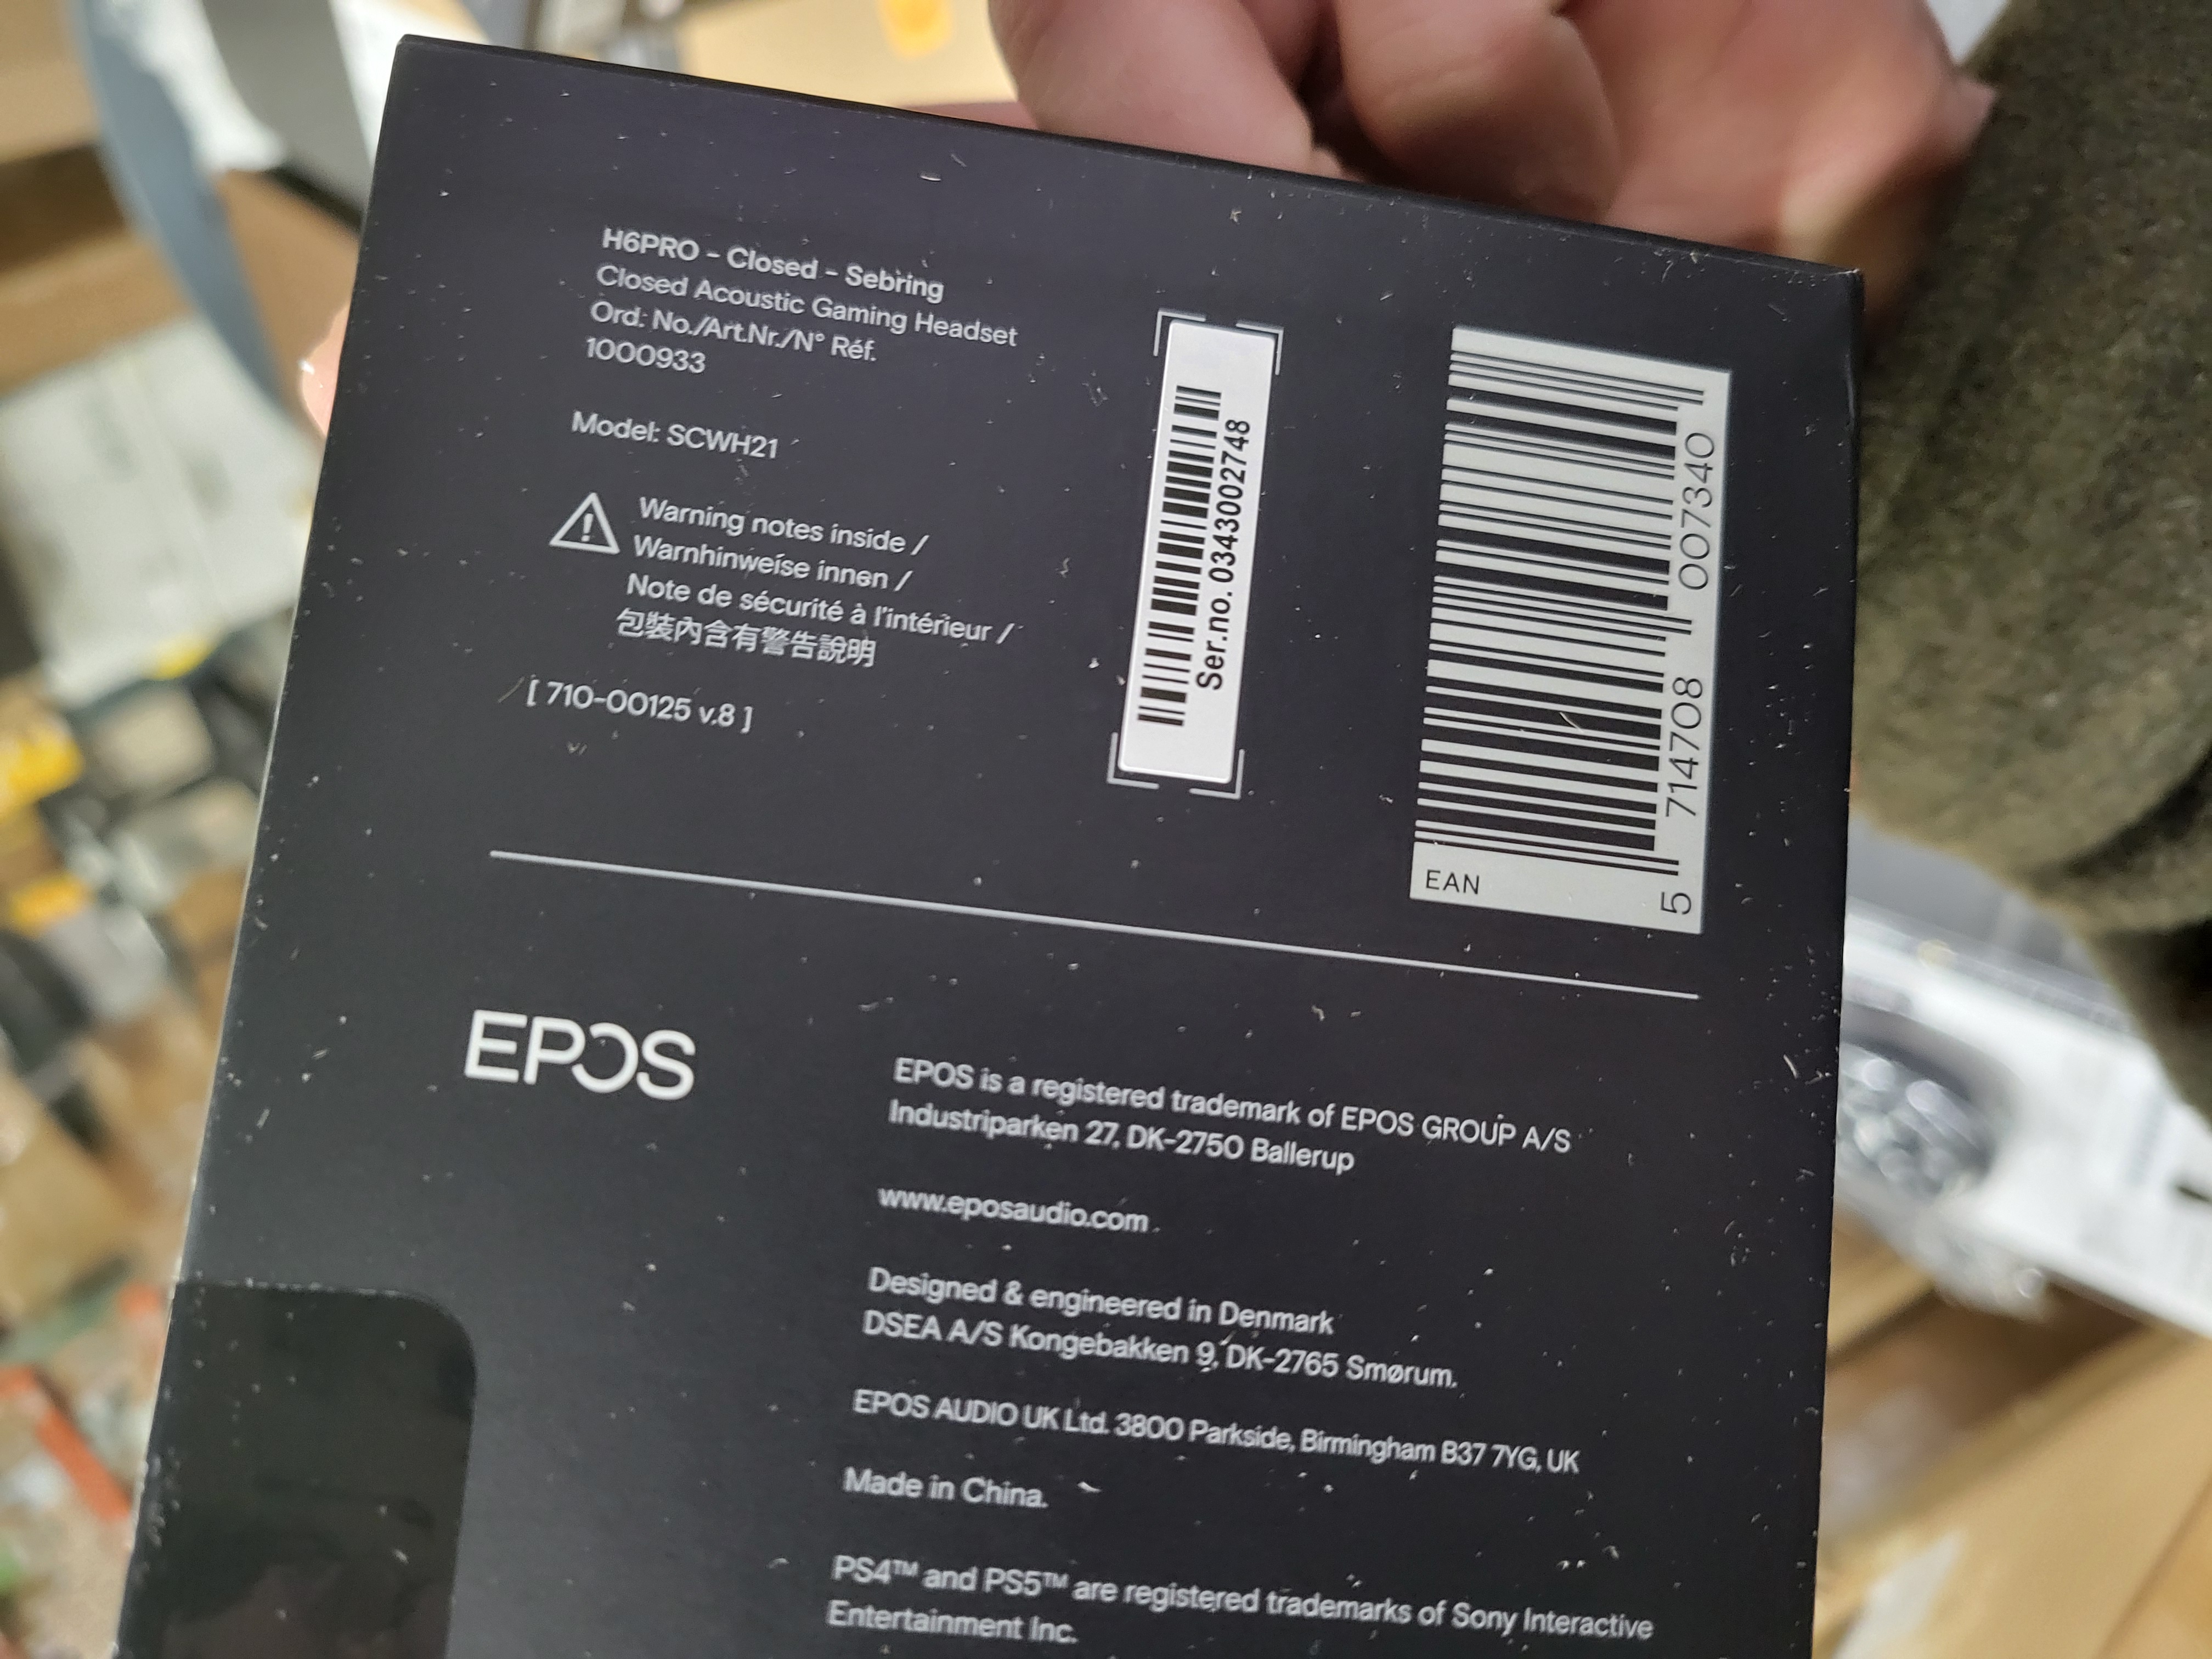 H6PRO - Closed - Sebring
Closed Acoustic Gaming Headset
Ord. No./Art.Nr./N° Réf.
1000933
Model: SCWH21
Warning notes inside /
Warnhinweise innen /
Note de sécurité à l'intérieur /
包裝內含有警告說明
[ 710-00125 v.8 ]
Ser.no. 0343002748
EAN
5 714708 007340
EPOS
EPOS is a registered trademark of EPOS GROUP A/S
Industriparken 27, DK-2750 Ballerup
www.eposaudio.com
Designed & engineered in Denmark
DSEA A/S Kongebakken 9, DK-2765 Smørum.
EPOS AUDIO UK Ltd. 3800 Parkside, Birmingham B37 7YG, UK
Made in China.
PS4™ and PS5™ are registered trademarks of Sony Interactive
Entertainment Inc.